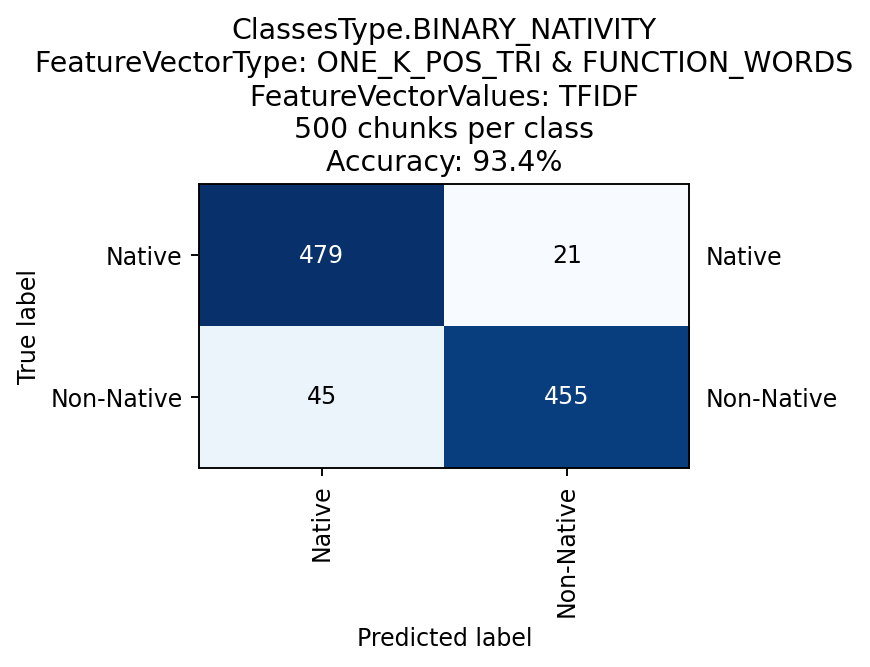 ClassesType.BINARY_NATIVITY
FeatureVectorType: ONE_K_POS_TRI & FUNCTION_WORDS
FeatureVectorValues: TFIDF
500 chunks per class
Accuracy: 93.4%
Native 479 21 Native
True label
Non-Native 45 455 Non-Native
Native
Non-Native
Predicted label